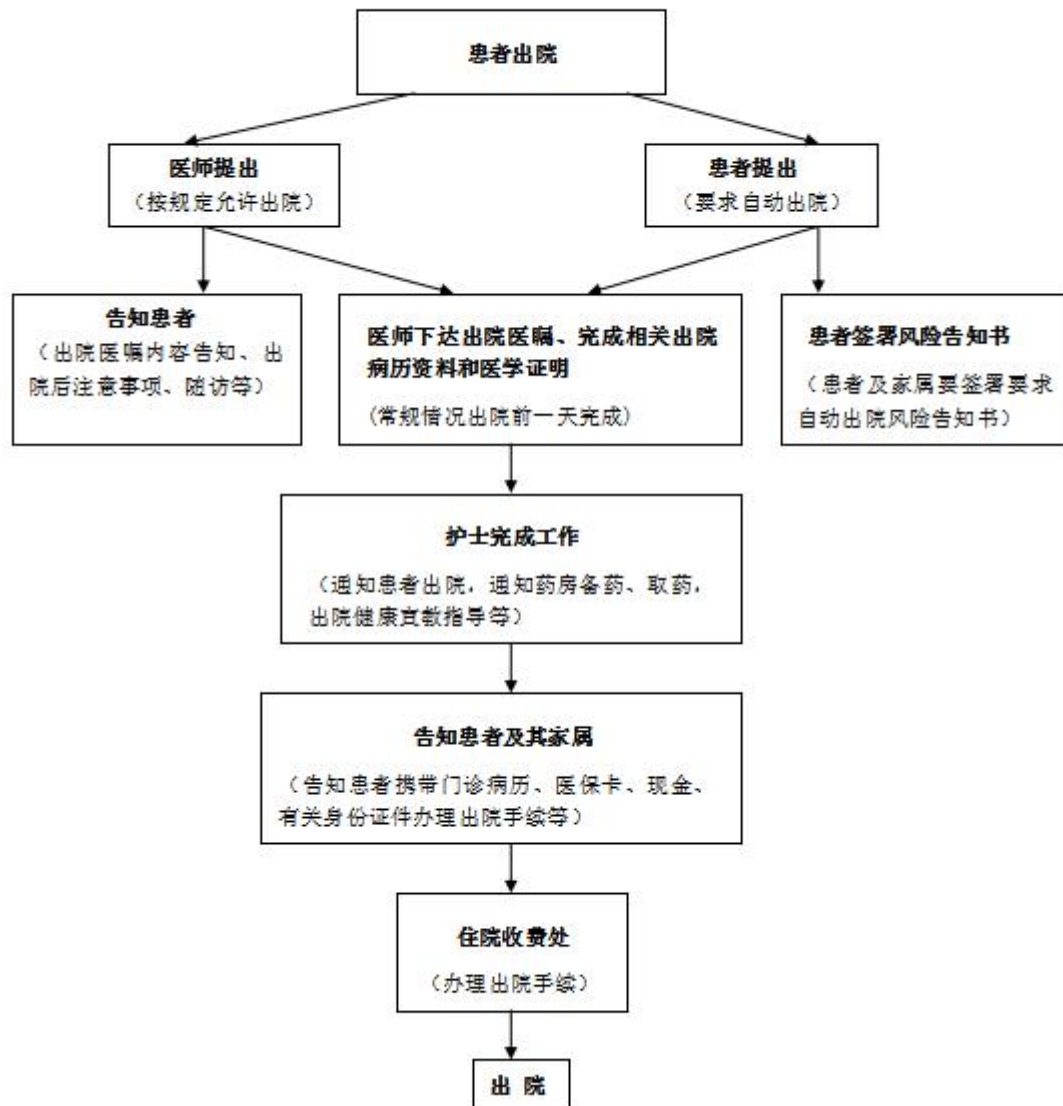 患者出院
医师提出
（按规定允许出院）
患者提出
（要求自动出院）
告知患者
（出院医嘱内容告知、出
院后注意事项、随访等）
医师下达出院医嘱、完成相关出院
病历资料和医学证明
(常规情况出院前一天完成)
患者签署风险告知书
（患者及家属要签署要求
自动出院风险告知书）
护士完成工作
（通知患者出院，通知药房备药、取药，
出院健康宣教指导等）
告知患者及其家属
（告知患者携带门诊病历、医保卡、现金、
有关身份证件办理出院手续等）
住院收费处
（办理出院手续）
出 院